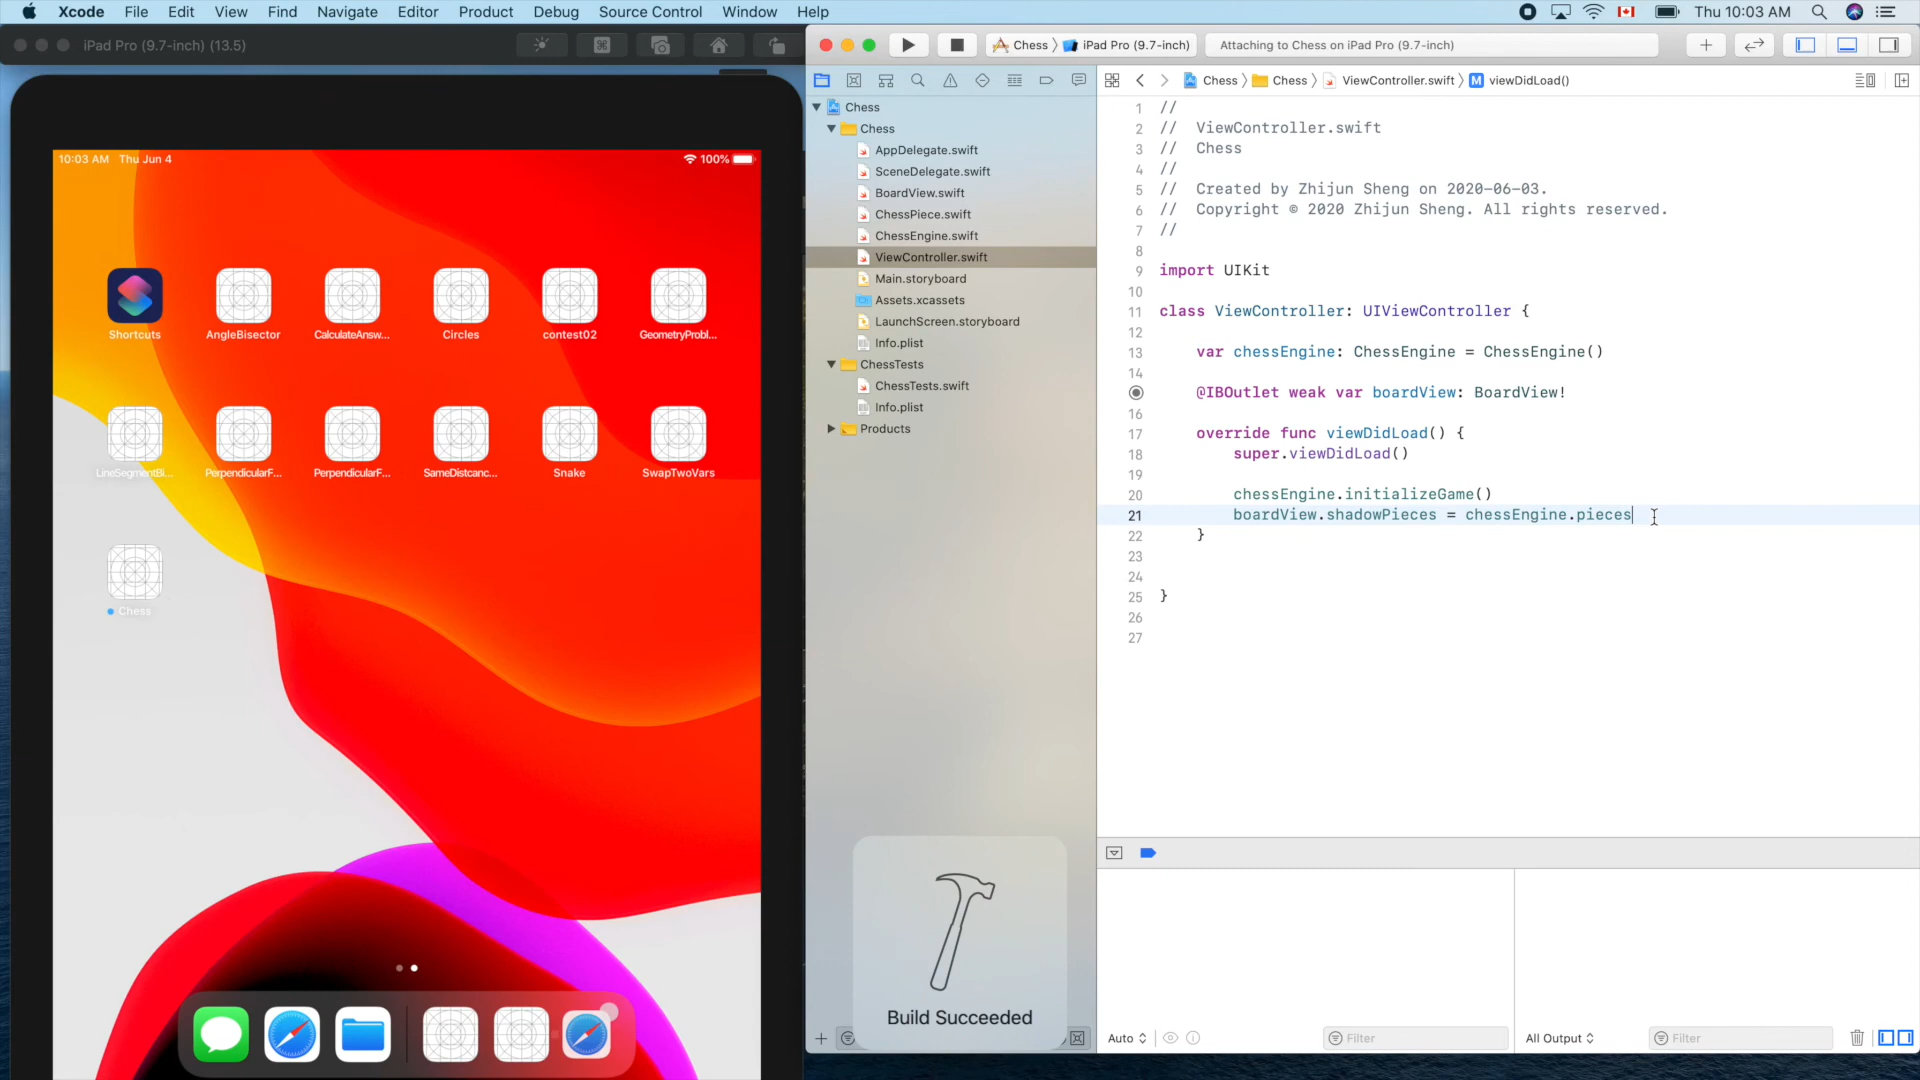 Xcode File Edit View Find Navigate Editor Product Debug Source Control Window Help Thu 10:03 AM
iPad Pro (9.7-inch) (13.5)
Chess iPad Pro (9.7-inch)
Attaching to Chess on iPad Pro (9.7-inch)
Chess Chess ViewController.swift M viewDidLoad()
10:03 AM Thu Jun 4
100%
Shortcuts
AngleBisector
CalculateAnsw...
Circles
contest02
GeometryProbl...
LineSegmentBi...
PerpendicularF...
PerpendicularF...
SameDistcanc...
Snake
SwapTwoVars
Chess
Chess
Chess
AppDelegate.swift
SceneDelegate.swift
BoardView.swift
ChessPiece.swift
ChessEngine.swift
ViewController.swift
Main.storyboard
Assets.xcassets
LaunchScreen.storyboard
Info.plist
ChessTests
ChessTests.swift
Info.plist
Products
Build Succeeded
1 //
2 // ViewController.swift
3 // Chess
4 //
5 // Created by Zhijun Sheng on 2020-06-03.
6 // Copyright © 2020 Zhijun Sheng. All rights reserved.
7 //
8
9 import UIKit
10
11 class ViewController: UIViewController {
12
13 var chessEngine: ChessEngine = ChessEngine()
14
@IBOutlet weak var boardView: BoardView!
16
17 override func viewDidLoad() {
18 super.viewDidLoad()
19
20 chessEngine.initializeGame()
21 boardView.shadowPieces = chessEngine.pieces
22 }
23
24
25 }
26
27
Auto
Filter
All Output
Filter